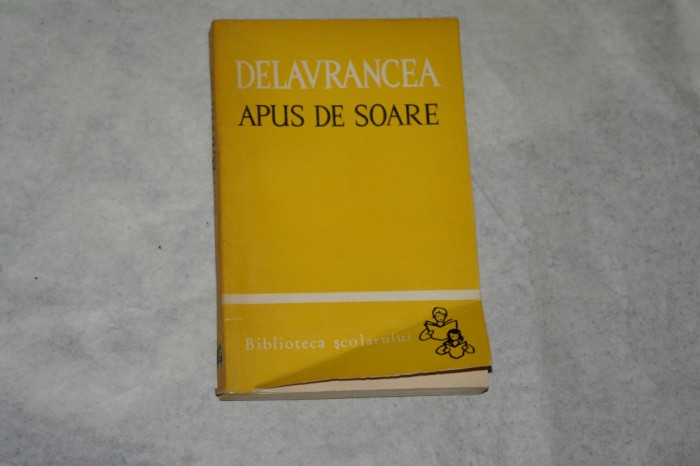 DELAVRANCEA
APUS DE SOARE
Biblioteca școlarului